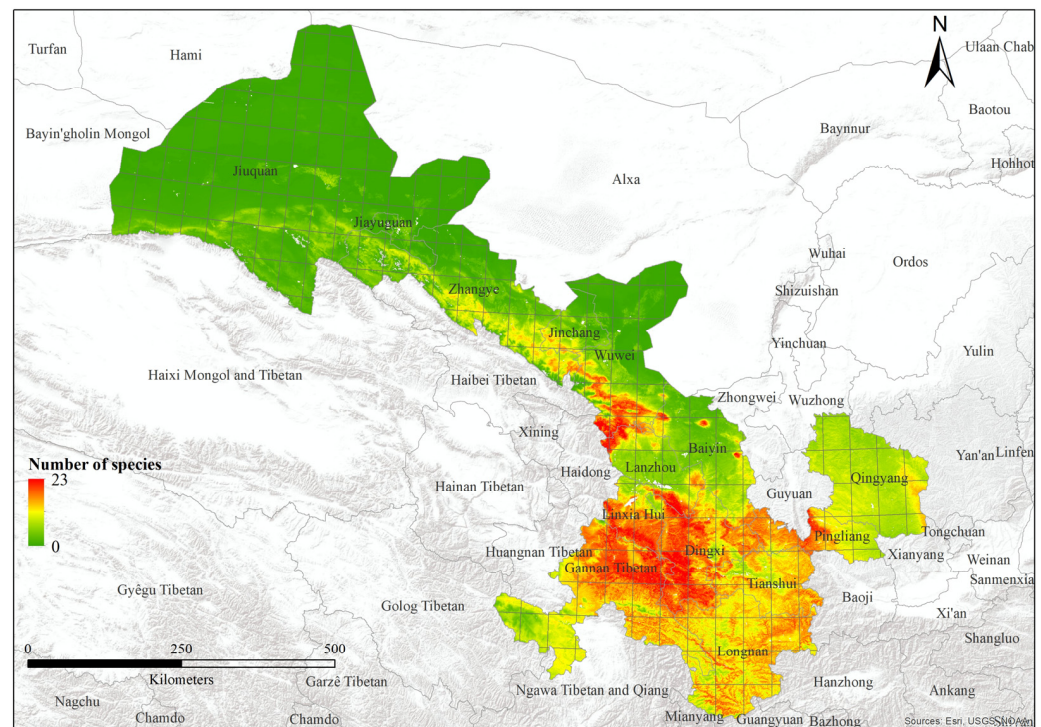 N
Turfan
Hami
Ulaan Chab
Baotou
Bayin'gholin Mongol
Baynnur
Hohhot
Jiuquan
Alxa
Jiayuguan
Wuhai
Ordos
Zhangye
Shizuishan
Jinchang
Yinchuan
Wuwei
Yulin
Haixi Mongol and Tibetan
Haibei Tibetan
Zhongwei
Wuzhong
Xining
Baiyin
Yan'an
Linfen
Number of species
23
0
Haidong
Lanzhou
Qingyang
Hainan Tibetan
Guyuan
Linxia Hui
Tongchuan
Pingliang
Huangnan Tibetan
Dingxi
Xianyang
Weinan
Gannan Tibetan
Sanmenxia
Tianshui
Gyêgu Tibetan
Baoji
Golog Tibetan
Xi'an
Shangluo
0
250
500
Kilometers
Longnan
Garzê Tibetan
Hanzhong
Ngawa Tibetan and Qiang
Ankang
Nagchu
Chamdo
Chamdo
Mianyang
Guangyuan
Bazhong
Sources: Esri, USGS, NOAA